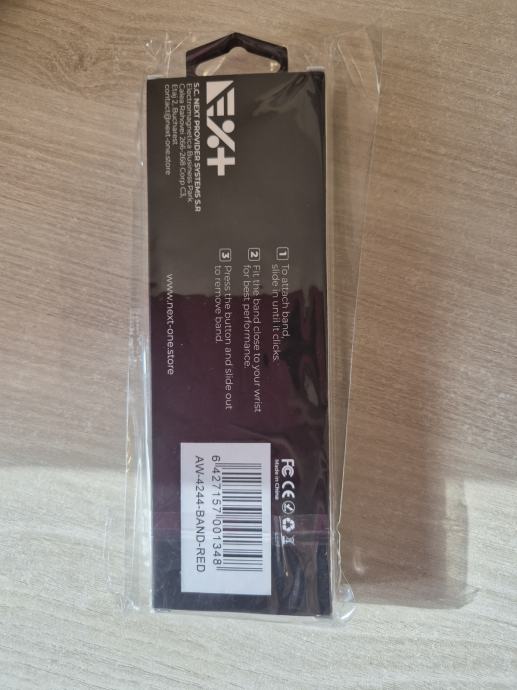 NEXT
S.C. NEXT PROVIDER SYSTEMS S.R
Electromagnetica Business Park
Calea Rahovei 266-268 Corp C3,
Etaj 2, Bucharest
contact@next-one.store
1 To attach band,
slide in until it clicks.
2 Fit the band close to your wrist
for best performance.
3 Press the button and slide out
to remove band.
www.next-one.store
FC CE
Made in China
6 427157 001348
AW-4244-BAND-RED